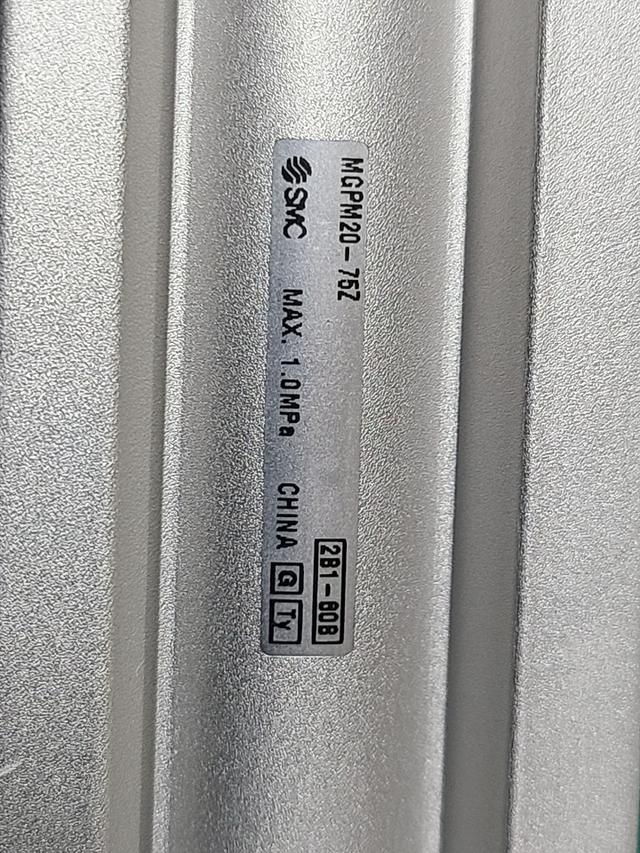 MGPM20-75Z
2B1-60B
SMC MAX. 1.0MPa CHINA G Ty